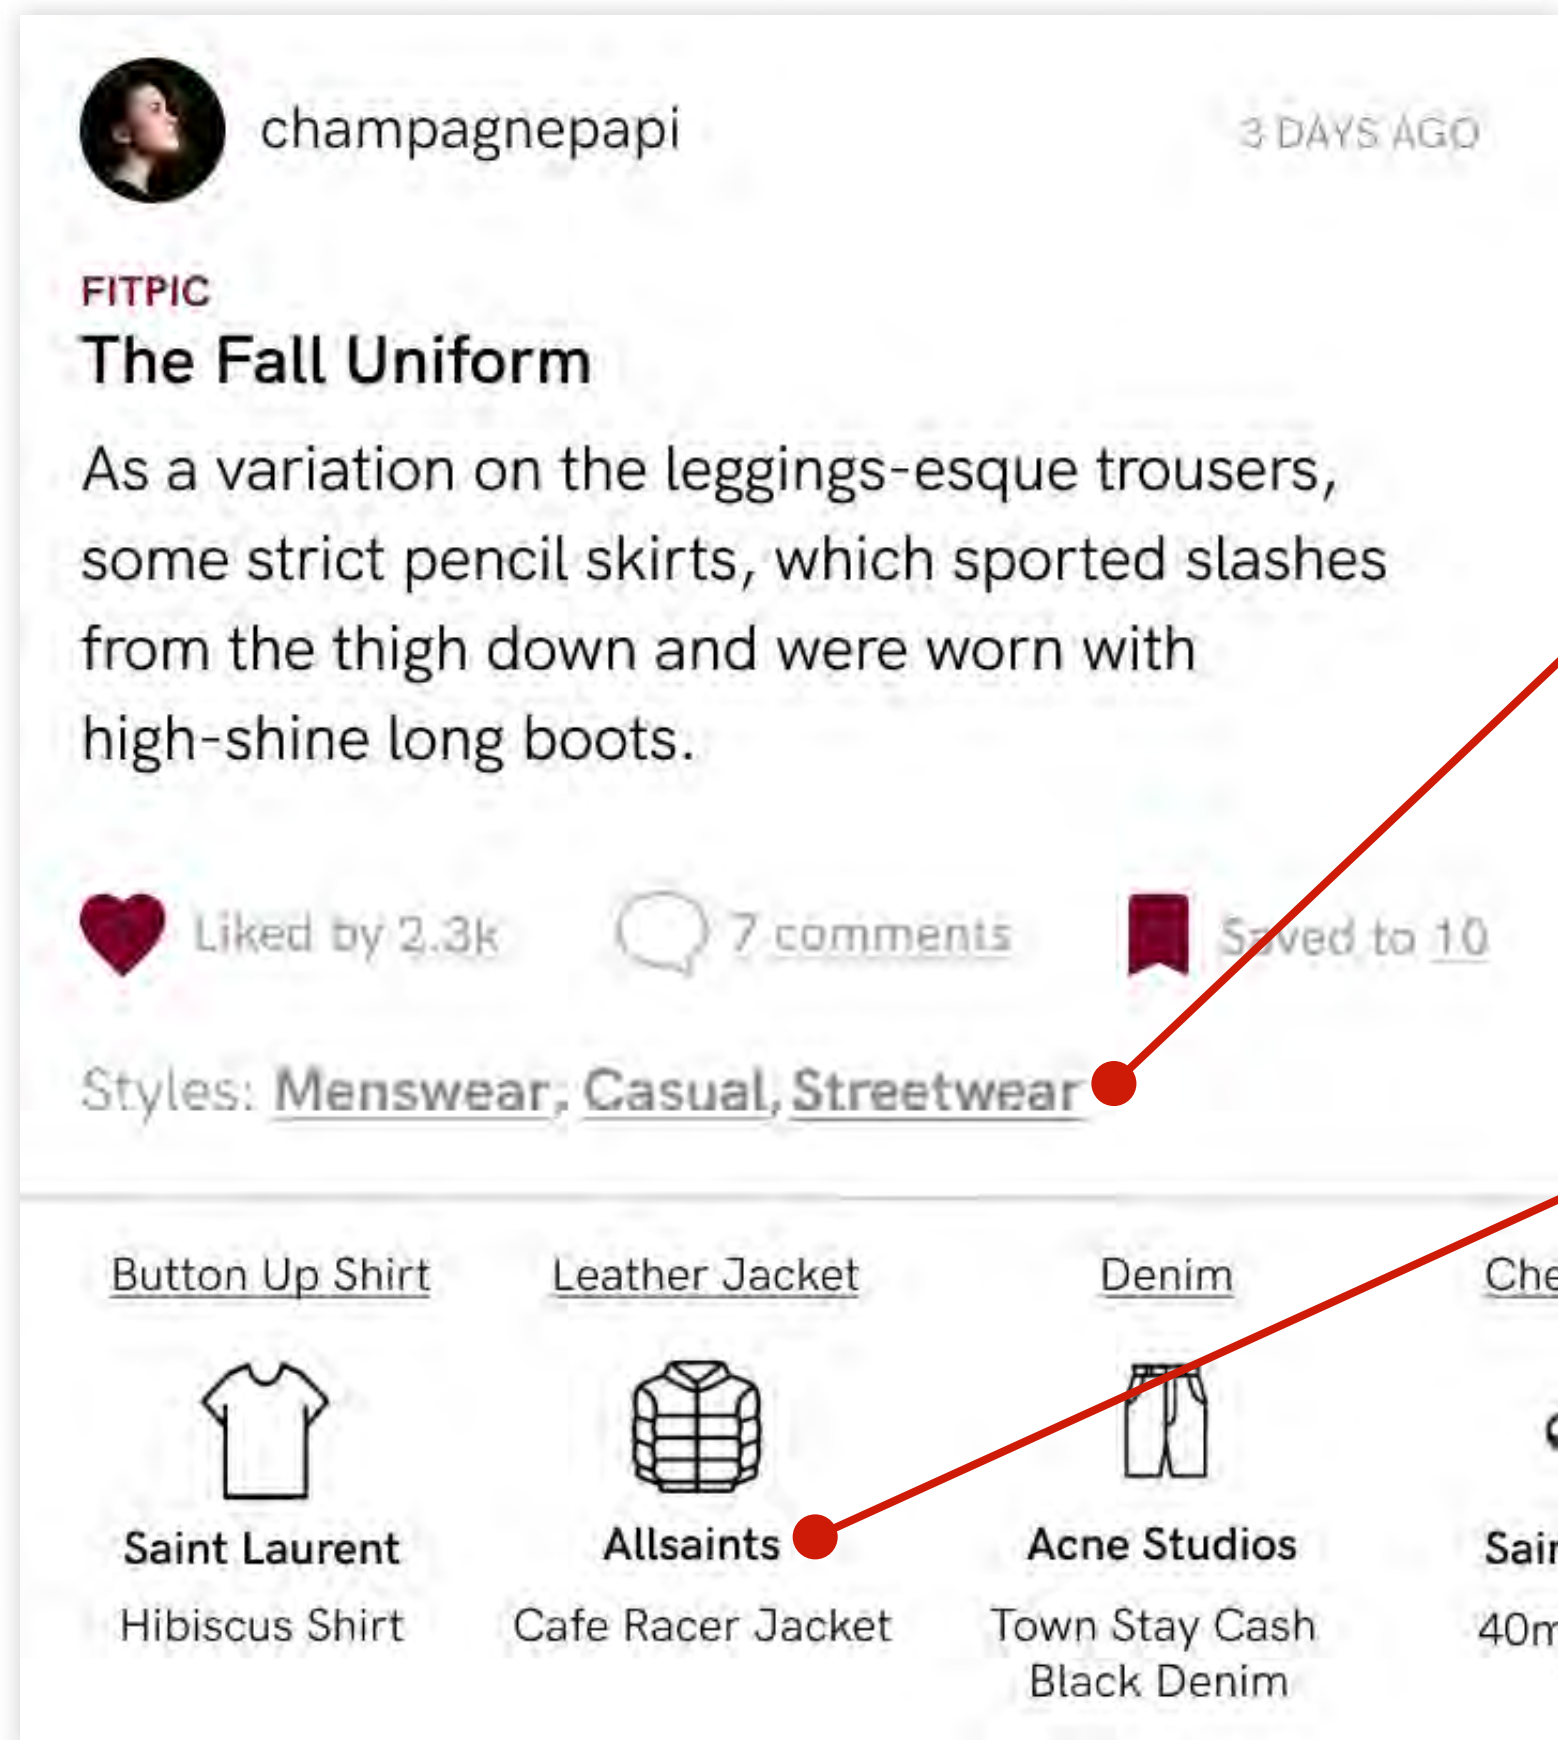 champagnepapi
3 DAYS AGO
FITPIC
The Fall Uniform
As a variation on the leggings-esque trousers,
some strict pencil skirts, which sported slashes
from the thigh down and were worn with
high-shine long boots.
Liked by 2.3k
7 comments
Saved to 10
Styles: Menswear, Casual, Streetwear
Button Up Shirt
Leather Jacket
Denim
Che
Saint Laurent
Allsaints
Acne Studios
Sain
Hibiscus Shirt
Cafe Racer Jacket
Town Stay Cash
Black Denim
40m